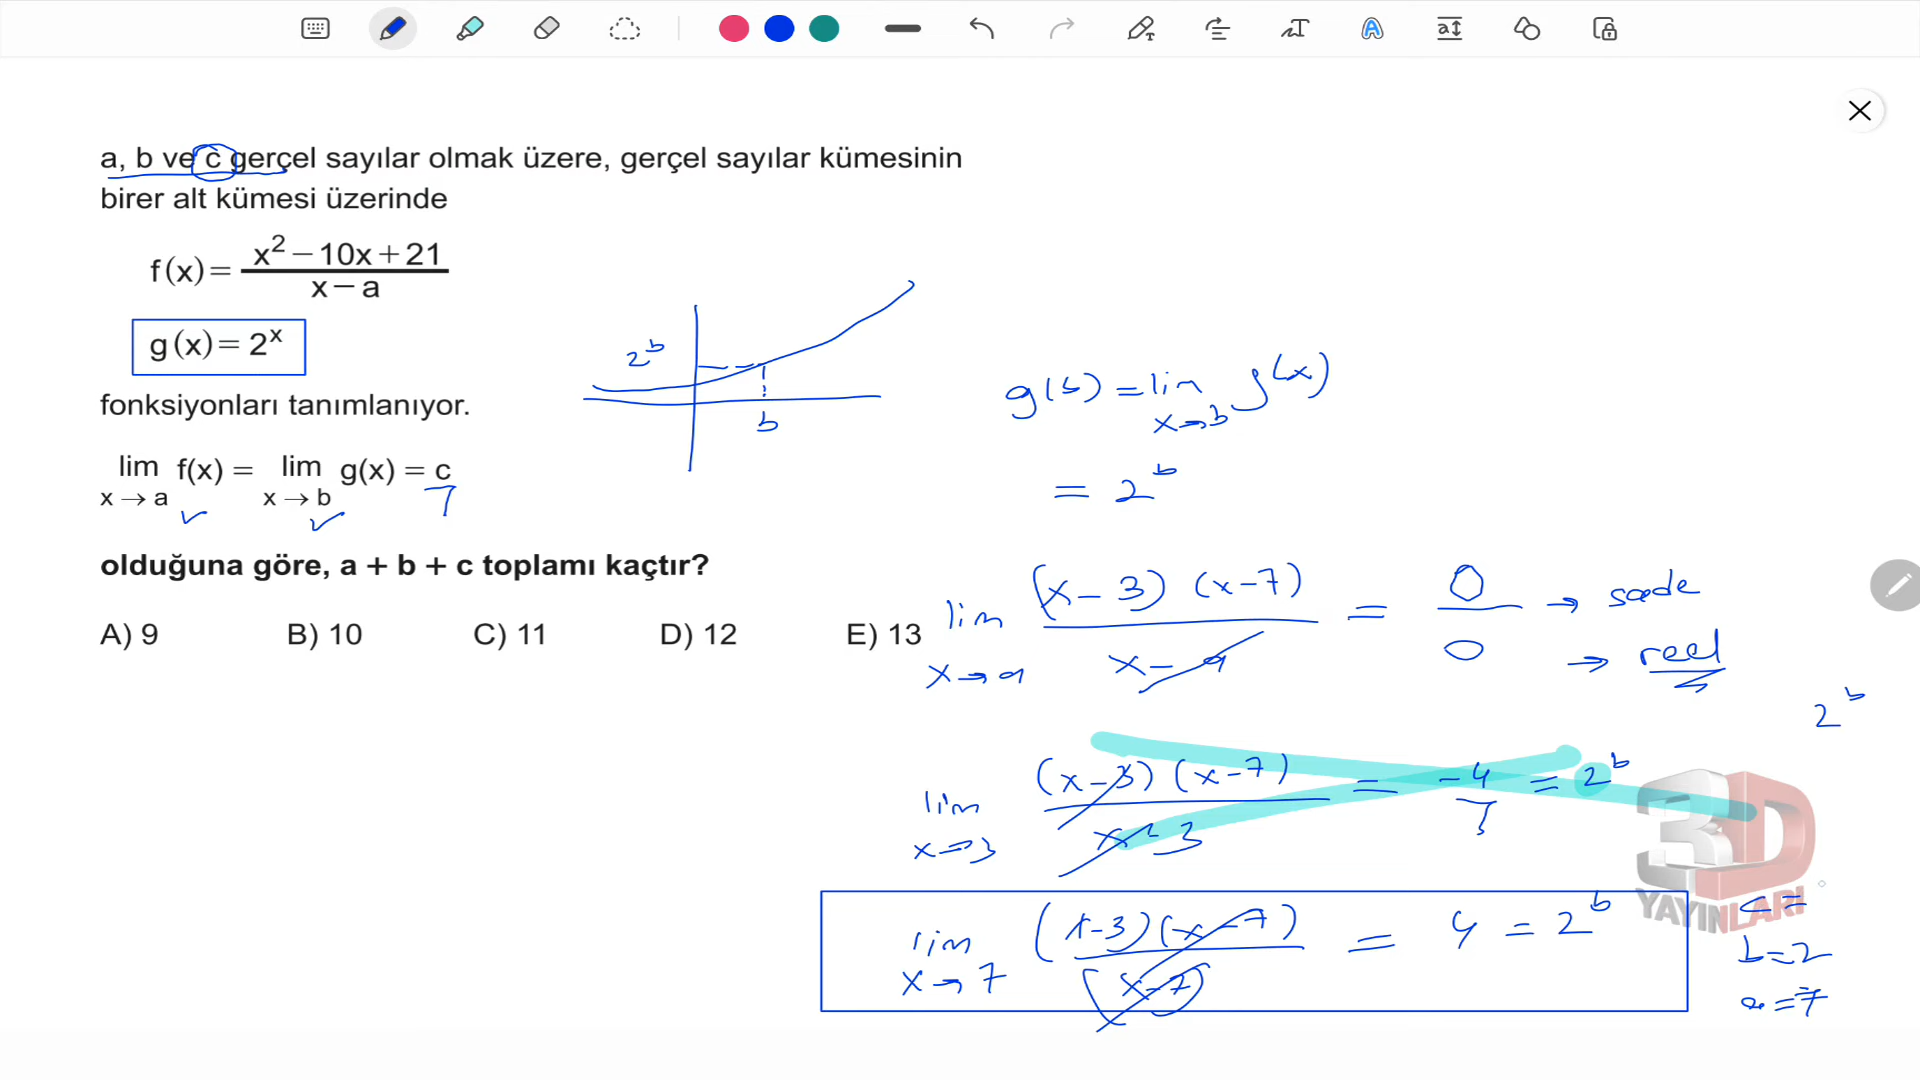 a, b ve c gerçel sayılar olmak üzere, gerçel sayılar kümesinin
birer alt kümesi üzerinde
f(x) = (x² − 10x + 21) / (x − a)
g(x) = 2^x
fonksiyonları tanımlanıyor.
lim x → a f(x) = lim x → b g(x) = c
7
olduğuna göre, a + b + c toplamı kaçtır?
A) 9 B) 10 C) 11 D) 12 E) 13
2^b
b
g(b) = lim x→b g(x)
= 2^b
lim x→a (x−3)(x−7) / (x−a) = 0/0 → sade
→ reel
2^b
lim x→3 (x−3)(x−7) / (x−3) = −4 = 2^b
lim x→7 (x−3)(x−7) / (x−7) = 4 = 2^b
3D
YAYINLARI
c =
b = 2
a = 7